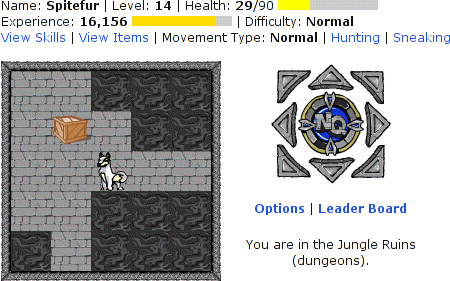 Name: Spitefur | Level: 14 | Health: 29/90
Experience: 16,156 | Difficulty: Normal
View Skills | View Items | Movement Type: Normal | Hunting | Sneaking
NQ
Options | Leader Board
You are in the Jungle Ruins
(dungeons).